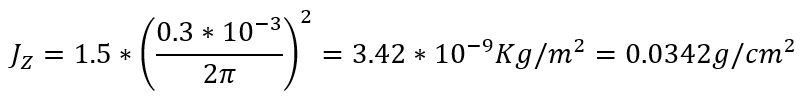 J_Z = 1.5 * (0.3 * 10^{-3} / 2π)^2 = 3.42 * 10^{-9} Kg/m^2 = 0.0342g/cm^2